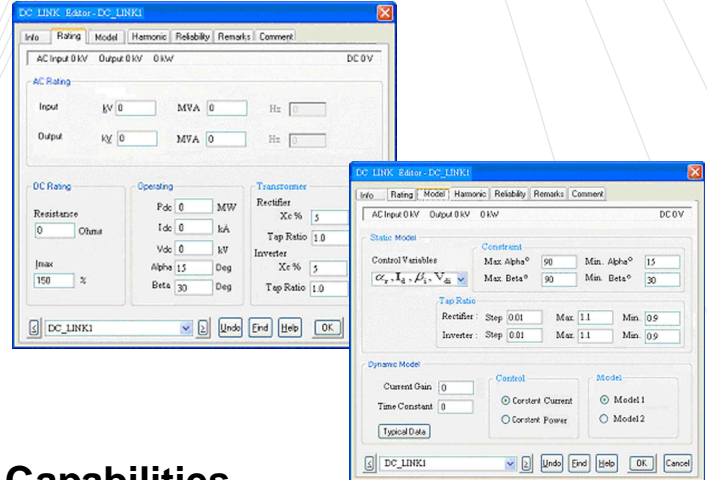 DC LINK Editor - DC_LINK1
Info Rating Model Harmonic Reliability Remarks Comment
AC Input 0 kV Output 0 kV 0 kW DC 0 V
AC Rating
Input kV 0 MVA 0 Hz 0
Output kV 0 MVA 0 Hz 0
DC Rating
Resistance
0 Ohms
Imax
150 %
Operating
Pdc 0 MW
Idc 0 kA
Vdc 0 kV
Alpha 15 Deg
Beta 30 Deg
Transformer
Rectifier
Xc % 5
Tap Ratio 1.0
Inverter
Xc % 5
Tap Ratio 1.0
DC_LINK1 Undo Find Help OK
DC LINK Editor - DC_LINK1
Info Rating Model Harmonic Reliability Remarks Comment
AC Input 0 kV Output 0 kV 0 kW DC 0 V
Static Model
Control Variables
αr, Id, βi, Vdi
Constraint
Max. Alpha° 90 Min. Alpha° 15
Max. Beta° 90 Min. Beta° 30
Tap Ratio
Rectifier : Step 0.01 Max. 1.1 Min. 0.9
Inverter : Step 0.01 Max. 1.1 Min. 0.9
Dynamic Model
Current Gain 0
Time Constant 0
Typical Data
Control
Constant Current
Constant Power
Model
Model 1
Model 2
DC_LINK1 Undo Find Help OK Cancel
Capabilities